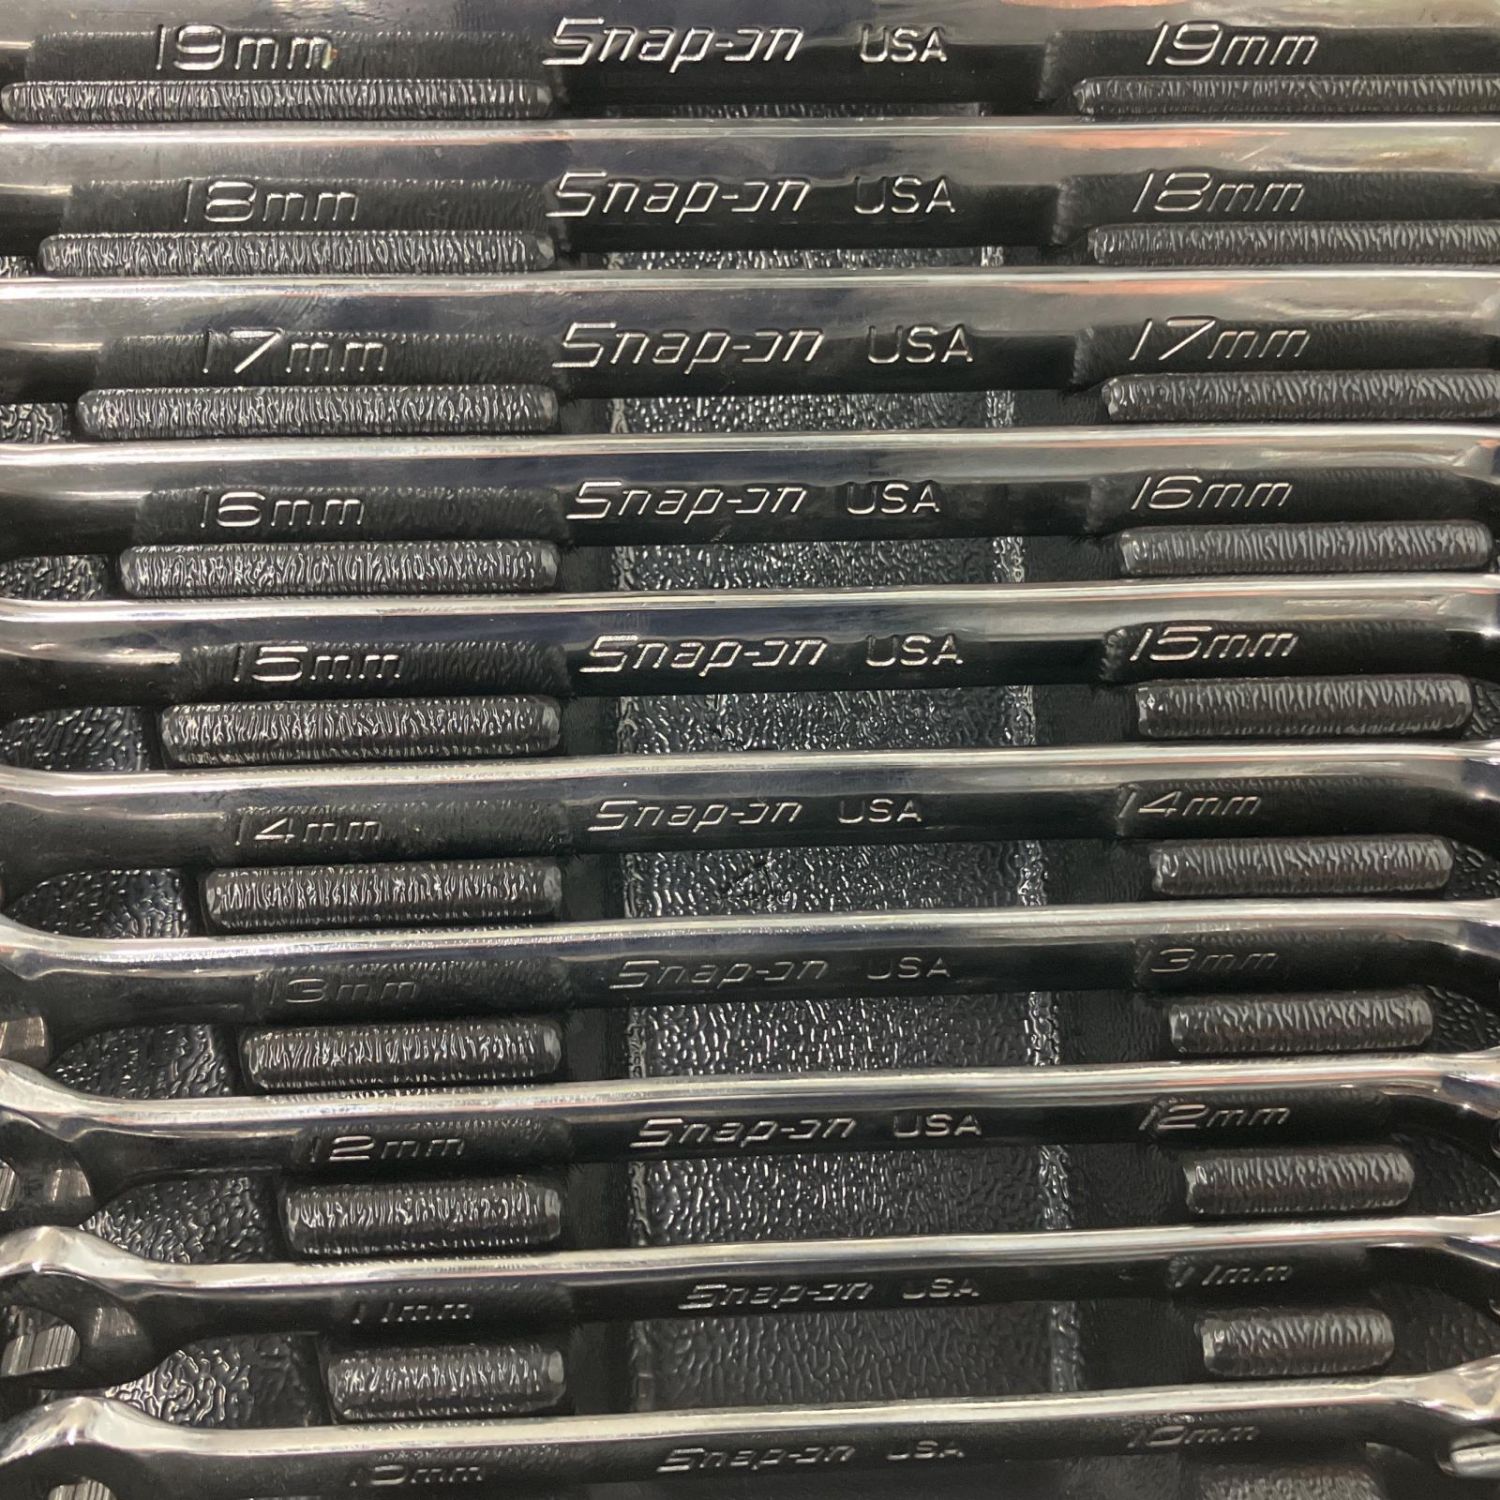 19mm Snap-on USA 19mm
18mm Snap-on USA 18mm
17mm Snap-on USA 17mm
16mm Snap-on USA 16mm
15mm Snap-on USA 15mm
14mm Snap-on USA 14mm
13mm Snap-on USA 13mm
12mm Snap-on USA 12mm
11mm Snap-on USA 11mm
10mm Snap-on USA 10mm